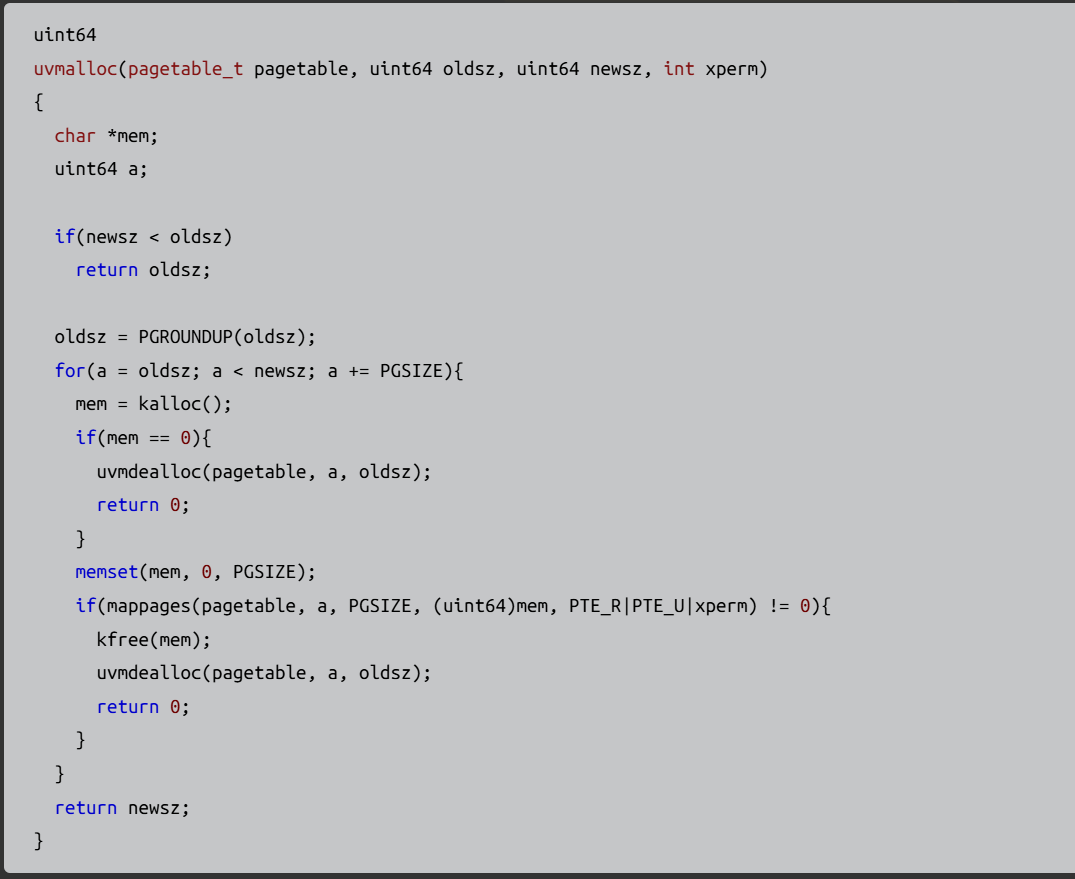 uint64
uvmalloc(pagetable_t pagetable, uint64 oldsz, uint64 newsz, int xperm)
{
  char *mem;
  uint64 a;

  if(newsz < oldsz)
    return oldsz;

  oldsz = PGROUNDUP(oldsz);
  for(a = oldsz; a < newsz; a += PGSIZE){
    mem = kalloc();
    if(mem == 0){
      uvmdealloc(pagetable, a, oldsz);
      return 0;
    }
    memset(mem, 0, PGSIZE);
    if(mappages(pagetable, a, PGSIZE, (uint64)mem, PTE_R|PTE_U|xperm) != 0){
      kfree(mem);
      uvmdealloc(pagetable, a, oldsz);
      return 0;
    }
  }
  return newsz;
}